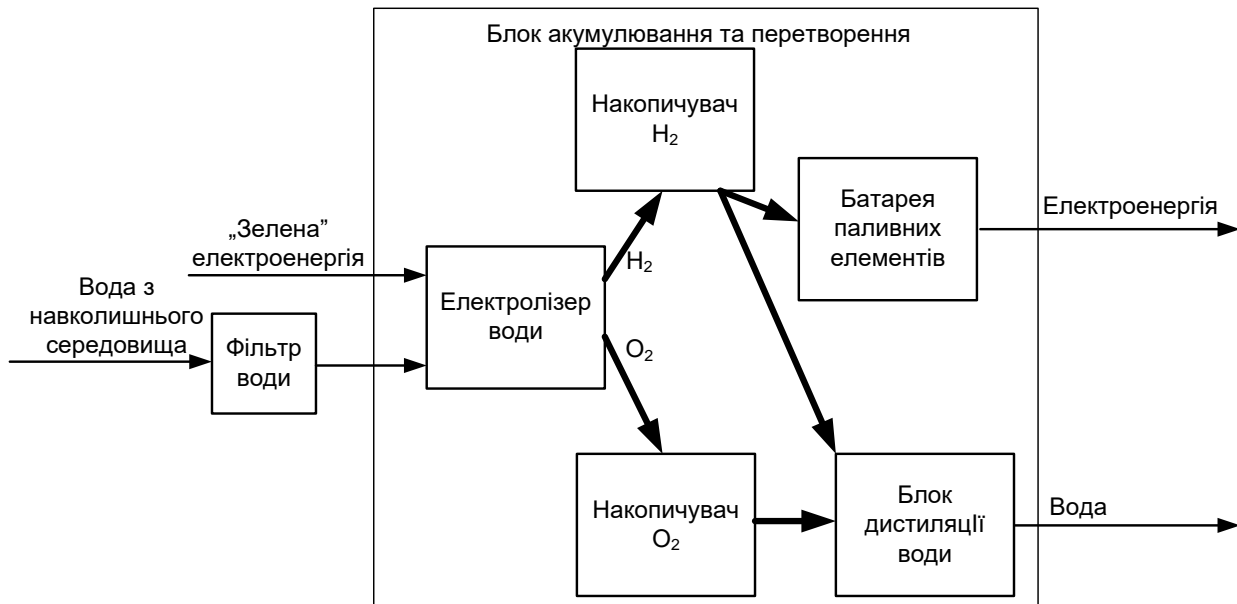 Блок акумулювання та перетворення
Накопичувач
H₂
Батарея
паливних
елементів
Електроенергія
„Зелена”
електроенергія
H₂
Вода з
навколишнього
середовища
Електролізер
води
Фільтр
води
O₂
Накопичувач
O₂
Блок
дистиляції
води
Вода